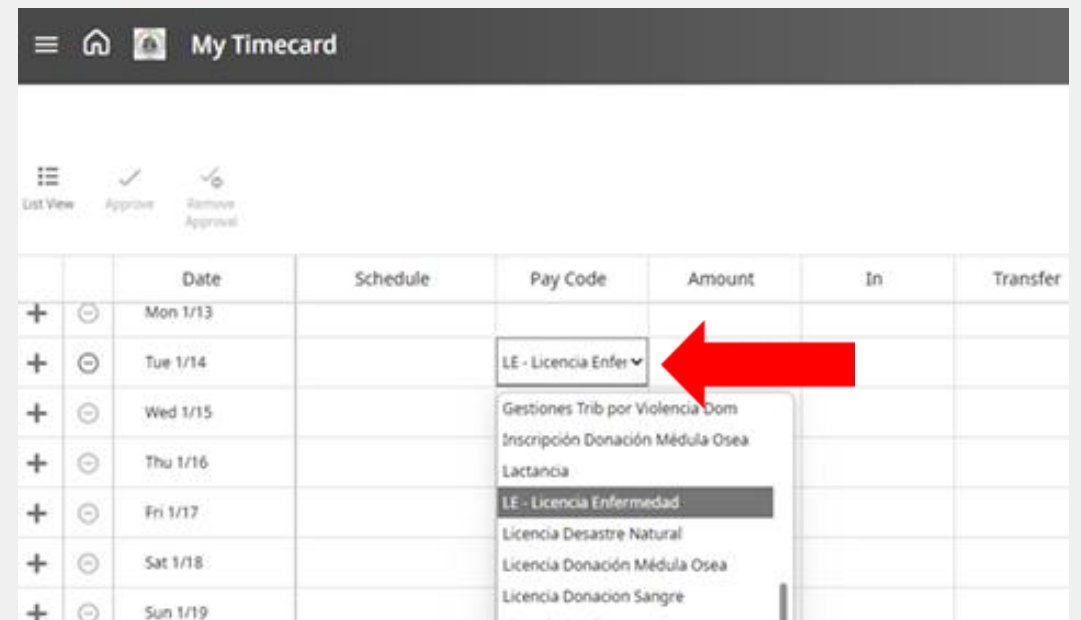 My Timecard
List View Approve Remove Approval
Date Schedule Pay Code Amount In Transfer
Mon 1/13
Tue 1/14 LE - Licencia Enfer
Wed 1/15
Thu 1/16
Fri 1/17
Sat 1/18
Sun 1/19
Gestiones Trib por Violencia Dom
Inscripción Donación Médula Osea
Lactancia
LE - Licencia Enfermedad
Licencia Desastre Natural
Licencia Donación Médula Osea
Licencia Donacion Sangre